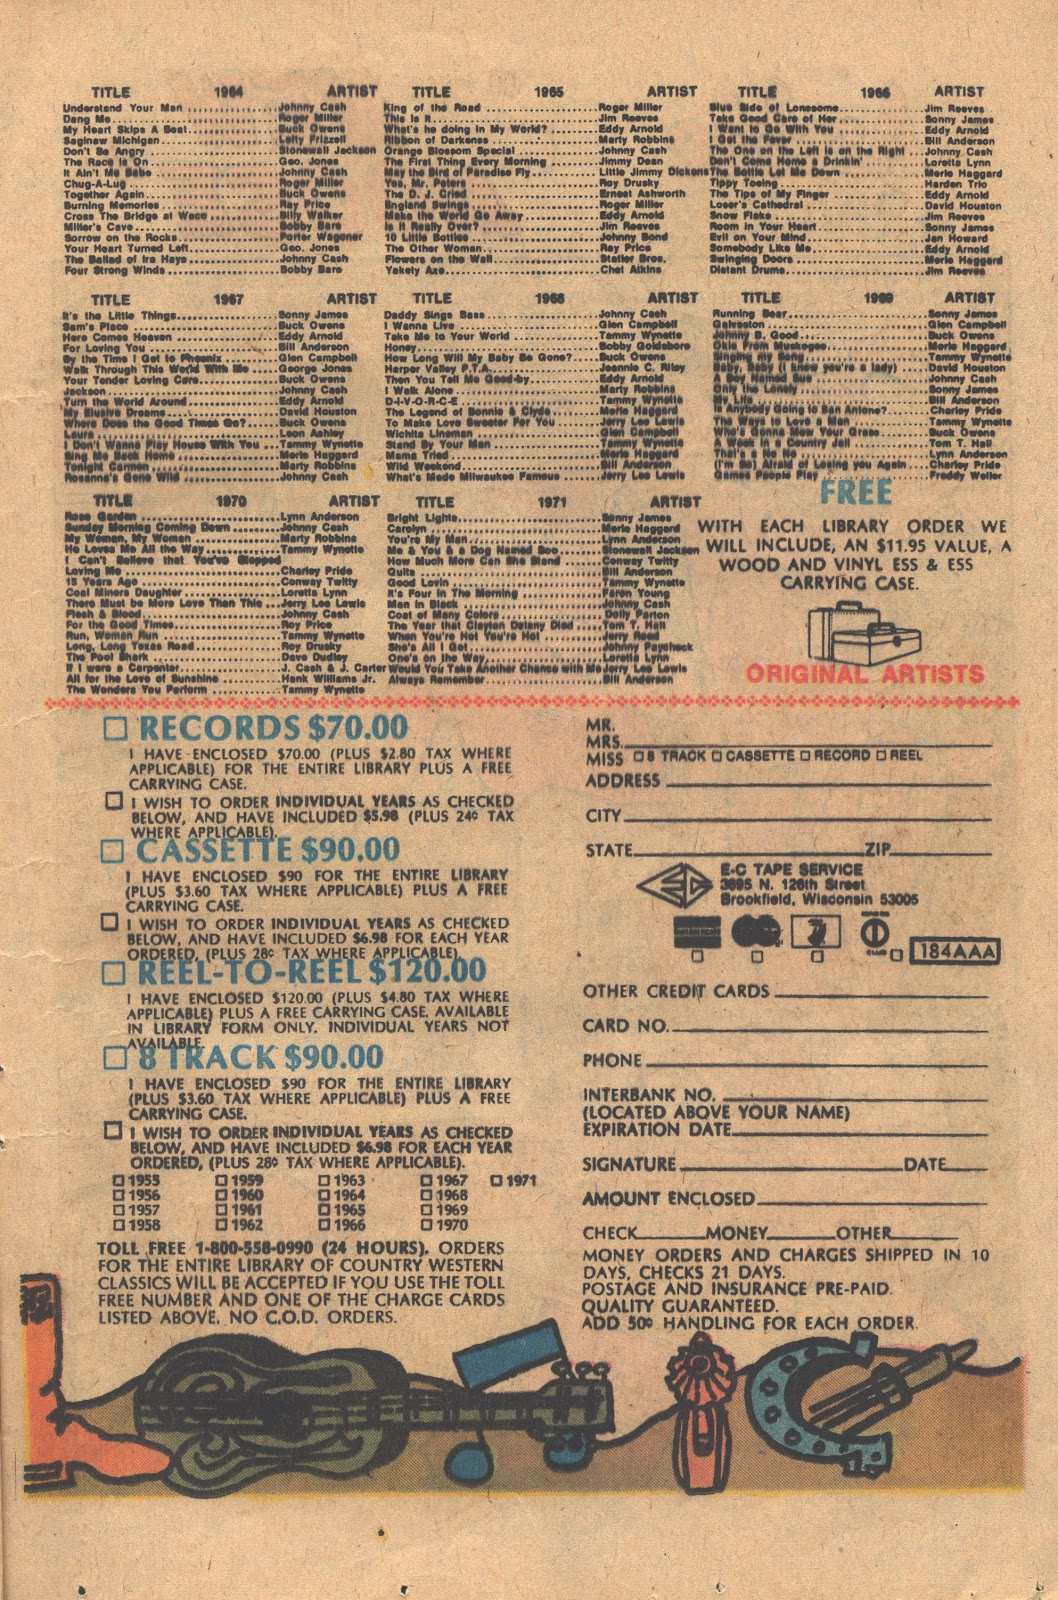 TITLE 1964 ARTIST
Understand Your Man Johnny Cash
Dang Me Roger Miller
My Heart Skips A Beat Buck Owens
Saginaw Michigan Lefty Frizzell
Don't Be Angry Stonewall Jackson
The Race Is On Geo. Jones
It Ain't Me Babe Johnny Cash
Chug-A-Lug Roger Miller
Together Again Buck Owens
Burning Memories Ray Price
Cross The Bridge at Waco Billy Walker
Miller's Cave Bobby Bare
Sorrow on the Rocks Porter Wagoner
Your Heart Turned Left Geo. Jones
The Ballad of Ira Hays Johnny Cash
Four Strong Winds Bobby Bare
TITLE 1965 ARTIST
King of the Road Roger Miller
This Is It Jim Reeves
What's he doing in My World? Eddy Arnold
Ribbon of Darkness Marty Robbins
Orange Blossom Special Johnny Cash
The First Thing Every Morning Jimmy Dean
May the Bird of Paradise Fly Little Jimmy Dickens
Yes, Mr. Peters Roy Drusky
The D. J. Cried Ernest Ashworth
England Swings Roger Miller
Make the World Go Away Eddy Arnold
Is It Really Over? Jim Reeves
10 Little Bottles Johnny Bond
The Other Woman Ray Price
Flowers on the Wall Statler Bros.
Yakety Axe Chet Atkins
TITLE 1966 ARTIST
Blue Side of Lonesome Jim Reeves
Take Good Care of Her Sonny James
I Want to Go With You Eddy Arnold
I Get the Fever Bill Anderson
The One on the Left is on the Right Johnny Cash
Don't Come Home a Drinkin' Loretta Lynn
The Bottle Let Me Down Merle Haggard
Tippy Toeing Harden Trio
The Tips of My Finger Eddy Arnold
Loser's Cathedral David Houston
Snow Flake Jim Reeves
Room in Your Heart Sonny James
Evil on Your Mind Jan Howard
Somebody Like Me Eddy Arnold
Swinging Doors Merle Haggard
Distant Drums Jim Reeves
TITLE 1967 ARTIST
It's the Little Things Sonny James
Sam's Place Buck Owens
Here Comes Heaven Eddy Arnold
For Loving You Bill Anderson
By the Time I Get to Phoenix Glen Campbell
Walk Through This World With Me George Jones
Your Tender Loving Care Buck Owens
Jackson Johnny Cash
Turn the World Around Eddy Arnold
My Elusive Dreams David Houston
Where Does the Good Times Go? Buck Owens
Laura Leon Ashley
I Don't Wanna Play House With You Tammy Wynette
Sing Me Back Home Merle Haggard
Tonight Carmen Marty Robbins
Rosanna's Gone Wild Johnny Cash
TITLE 1968 ARTIST
Daddy Sings Bass Johnny Cash
I Wanna Live Glen Campbell
Take Me to Your World Tammy Wynette
Honey Bobby Goldsboro
How Long Will My Baby Be Gone? Buck Owens
Harper Valley P.T.A. Jeannie C. Riley
Then You Tell Me Good-by Eddy Arnold
I Walk Alone Marty Robbins
D-I-V-O-R-C-E Tammy Wynette
The Legend of Bonnie & Clyde Merle Haggard
To Make Love Sweeter For You Jerry Lee Lewis
Wichita Lineman Glen Campbell
Stand By Your Man Tammy Wynette
Mama Tried Merle Haggard
Wild Weekend Bill Anderson
What's Made Milwaukee Famous Jerry Lee Lewis
TITLE 1969 ARTIST
Running Bear Sonny James
Galveston Glen Campbell
Johnny B. Good Buck Owens
Okie From Muskogee Merle Haggard
Singing my Song Tammy Wynette
Baby, Baby (I know you're a lady) David Houston
A Boy Named Sue Johnny Cash
Only the Lonely Sonny James
My Life Bill Anderson
Is Anybody Going to San Antone? Charley Pride
The Ways to Love a Man Tammy Wynette
Who's Gonna Mow Your Grass Buck Owens
A Week in a Country Jail Tom T. Hall
That's a No No Lynn Anderson
(I'm So) Afraid of Losing you Again Charley Pride
Games People Play Freddy Weller
TITLE 1970 ARTIST
Rose Garden Lynn Anderson
Sunday Morning Coming Down Johnny Cash
My Woman, My Woman Marty Robbins
He Loves Me All the Way Tammy Wynette
I Can't Believe that You've Stopped
Loving Me Charley Pride
15 Years Ago Conway Twitty
Coal Miners Daughter Loretta Lynn
There Must be More Love Than This Jerry Lee Lewis
Flesh & Blood Johnny Cash
For the Good Times Ray Price
Run, Woman Run Tammy Wynette
Long, Long Texas Road Roy Drusky
The Pool Shark Dave Dudley
If I were a Carpenter J. Cash & J. Carter
All for the Love of Sunshine Hank Williams Jr.
The Wonders You Perform Tammy Wynette
TITLE 1971 ARTIST
Bright Lights Sonny James
Carolyn Merle Haggard
You're My Man Lynn Anderson
Me & You & a Dog Named Boo Stonewall Jackson
How Much More Can She Stand Conway Twitty
Quits Bill Anderson
Good Lovin Tammy Wynette
It's Four In The Morning Faron Young
Man in Black Johnny Cash
Coat of Many Colors Dolly Parton
The Year that Clayton Delany Died Tom T. Hall
When You're Hot You're Hot Jerry Reed
She's All I Got Johnny Paycheck
One's on the Way Loretta Lynn
Would You Take Another Chance with Me Jerry Lee Lewis
Always Remember Bill Anderson
FREE
WITH EACH LIBRARY ORDER WE
WILL INCLUDE, AN $11.95 VALUE, A
WOOD AND VINYL ESS & ESS
CARRYING CASE.
ORIGINAL ARTISTS
RECORDS $70.00
I HAVE ENCLOSED $70.00 (PLUS $2.80 TAX WHERE
APPLICABLE) FOR THE ENTIRE LIBRARY PLUS A FREE
CARRYING CASE.
I WISH TO ORDER INDIVIDUAL YEARS AS CHECKED
BELOW, AND HAVE INCLUDED $5.98 (PLUS 24¢ TAX
WHERE APPLICABLE).
CASSETTE $90.00
I HAVE ENCLOSED $90 FOR THE ENTIRE LIBRARY
(PLUS $3.60 TAX WHERE APPLICABLE) PLUS A FREE
CARRYING CASE.
I WISH TO ORDER INDIVIDUAL YEARS AS CHECKED
BELOW, AND HAVE INCLUDED $6.98 FOR EACH YEAR
ORDERED, (PLUS 28¢ TAX WHERE APPLICABLE).
REEL-TO-REEL $120.00
I HAVE ENCLOSED $120.00 (PLUS $4.80 TAX WHERE
APPLICABLE) PLUS A FREE CARRYING CASE. AVAILABLE
IN LIBRARY FORM ONLY. INDIVIDUAL YEARS NOT
AVAILABLE.
8 TRACK $90.00
I HAVE ENCLOSED $90 FOR THE ENTIRE LIBRARY
(PLUS $3.60 TAX WHERE APPLICABLE) PLUS A FREE
CARRYING CASE.
I WISH TO ORDER INDIVIDUAL YEARS AS CHECKED
BELOW, AND HAVE INCLUDED $6.98 FOR EACH YEAR
ORDERED, (PLUS 28¢ TAX WHERE APPLICABLE).
1955 1959 1963 1967 1971
1956 1960 1964 1968
1957 1961 1965 1969
1958 1962 1966 1970
TOLL FREE 1-800-558-0990 (24 HOURS). ORDERS
FOR THE ENTIRE LIBRARY OF COUNTRY WESTERN
CLASSICS WILL BE ACCEPTED IF YOU USE THE TOLL
FREE NUMBER AND ONE OF THE CHARGE CARDS
LISTED ABOVE. NO C.O.D. ORDERS.
MR.
MRS.
MISS 8 TRACK CASSETTE RECORD REEL
ADDRESS
CITY
STATE ZIP
E-C TAPE SERVICE
3895 N. 126th Street
Brookfield, Wisconsin 53005
184AAA
OTHER CREDIT CARDS
CARD NO.
PHONE
INTERBANK NO.
(LOCATED ABOVE YOUR NAME)
EXPIRATION DATE
SIGNATURE DATE
AMOUNT ENCLOSED
CHECK MONEY OTHER
MONEY ORDERS AND CHARGES SHIPPED IN 10
DAYS, CHECKS 21 DAYS.
POSTAGE AND INSURANCE PRE-PAID.
QUALITY GUARANTEED.
ADD 50¢ HANDLING FOR EACH ORDER.